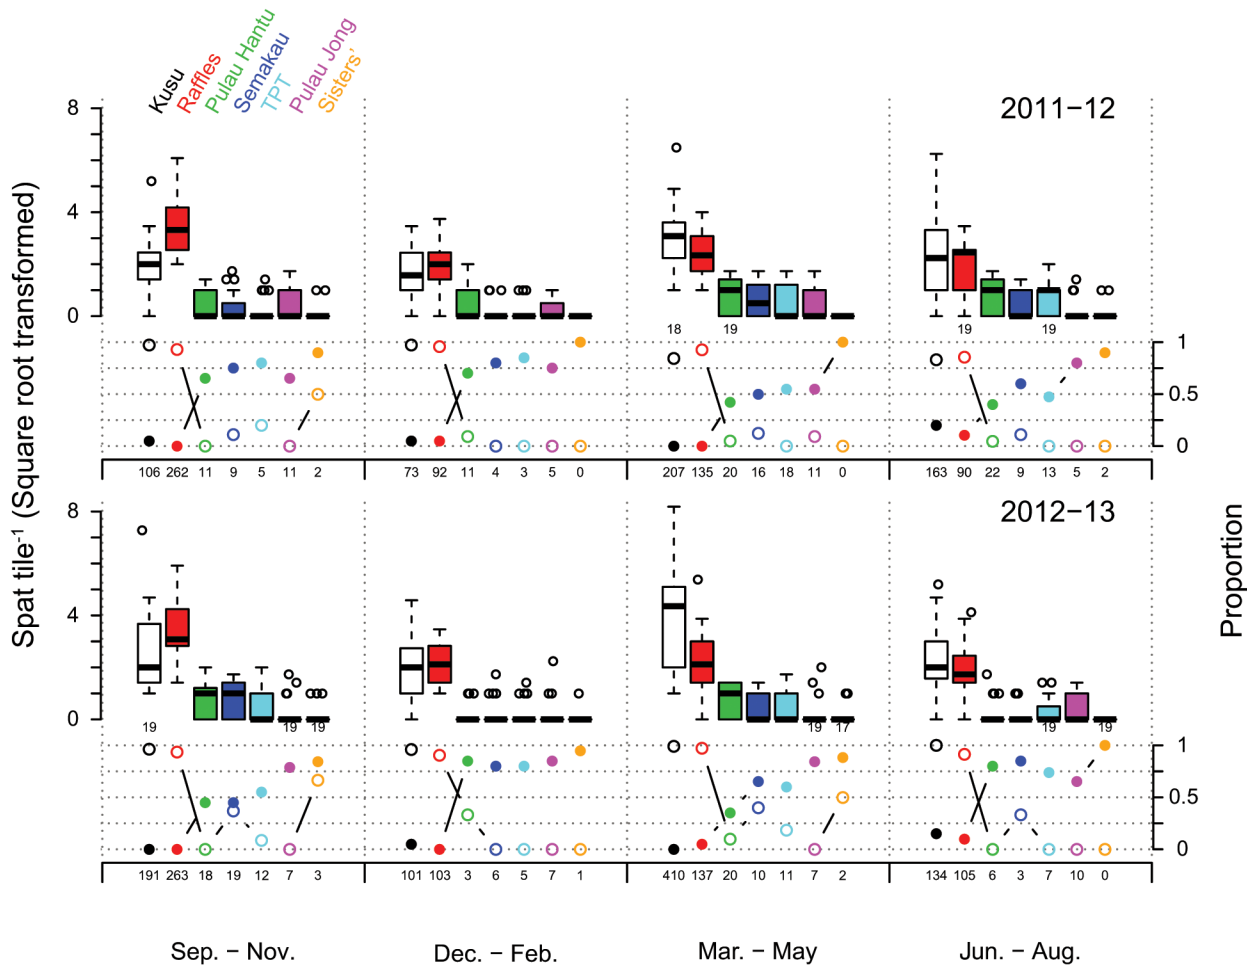 Kusu
Raffles
Pulau Hantu
Semakau
TPT
Pulau Jong
Sisters'
Spat tile⁻¹ (Square root transformed)
Proportion
2011−12
8
4
0
18 19 19 19
1
0.5
0
106 262 11 9 5 11 2 73 92 11 4 3 5 0 207 135 20 16 18 11 0 163 90 22 9 13 5 2
2012−13
8
4
0
19 19 19 19 17 19 19
1
0.5
0
191 263 18 19 12 7 3 101 103 3 6 5 7 1 410 137 20 10 11 7 2 134 105 6 3 7 10 0
Sep. − Nov. Dec. − Feb. Mar. − May Jun. − Aug.